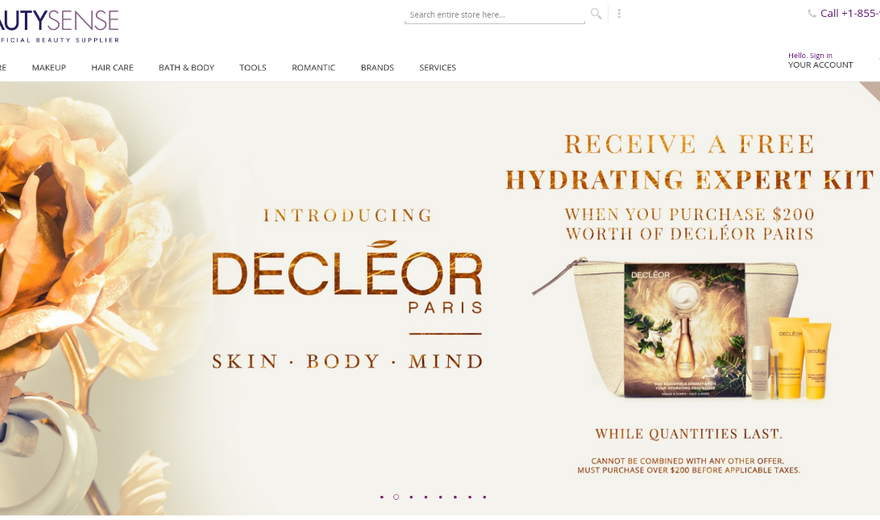 AUTYSENSE
FICIAL BEAUTY SUPPLIER
Search entire store here...
Call +1-855-
Hello. Sign in
YOUR ACCOUNT
RE MAKEUP HAIR CARE BATH & BODY TOOLS ROMANTIC BRANDS SERVICES
INTRODUCING
DECLÉOR
PARIS
SKIN · BODY · MIND
RECEIVE A FREE
HYDRATING EXPERT KIT
WHEN YOU PURCHASE $200
WORTH OF DECLÉOR PARIS
DECLÉOR
DECLÉOR
DECLÉOR
WHILE QUANTITIES LAST.
CANNOT BE COMBINED WITH ANY OTHER OFFER.
MUST PURCHASE OVER $200 BEFORE APPLICABLE TAXES.